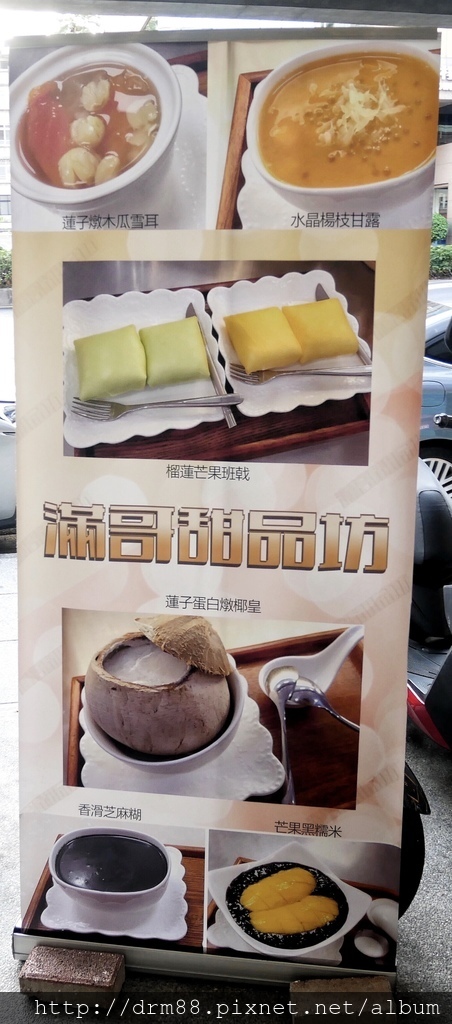 蓮子燉木瓜雪耳
水晶楊枝甘露
榴蓮芒果班戟
滿哥甜品坊
蓮子蛋白燉椰皇
香滑芝麻糊
芒果黑糯米
http://drm88.pixnet.net/album